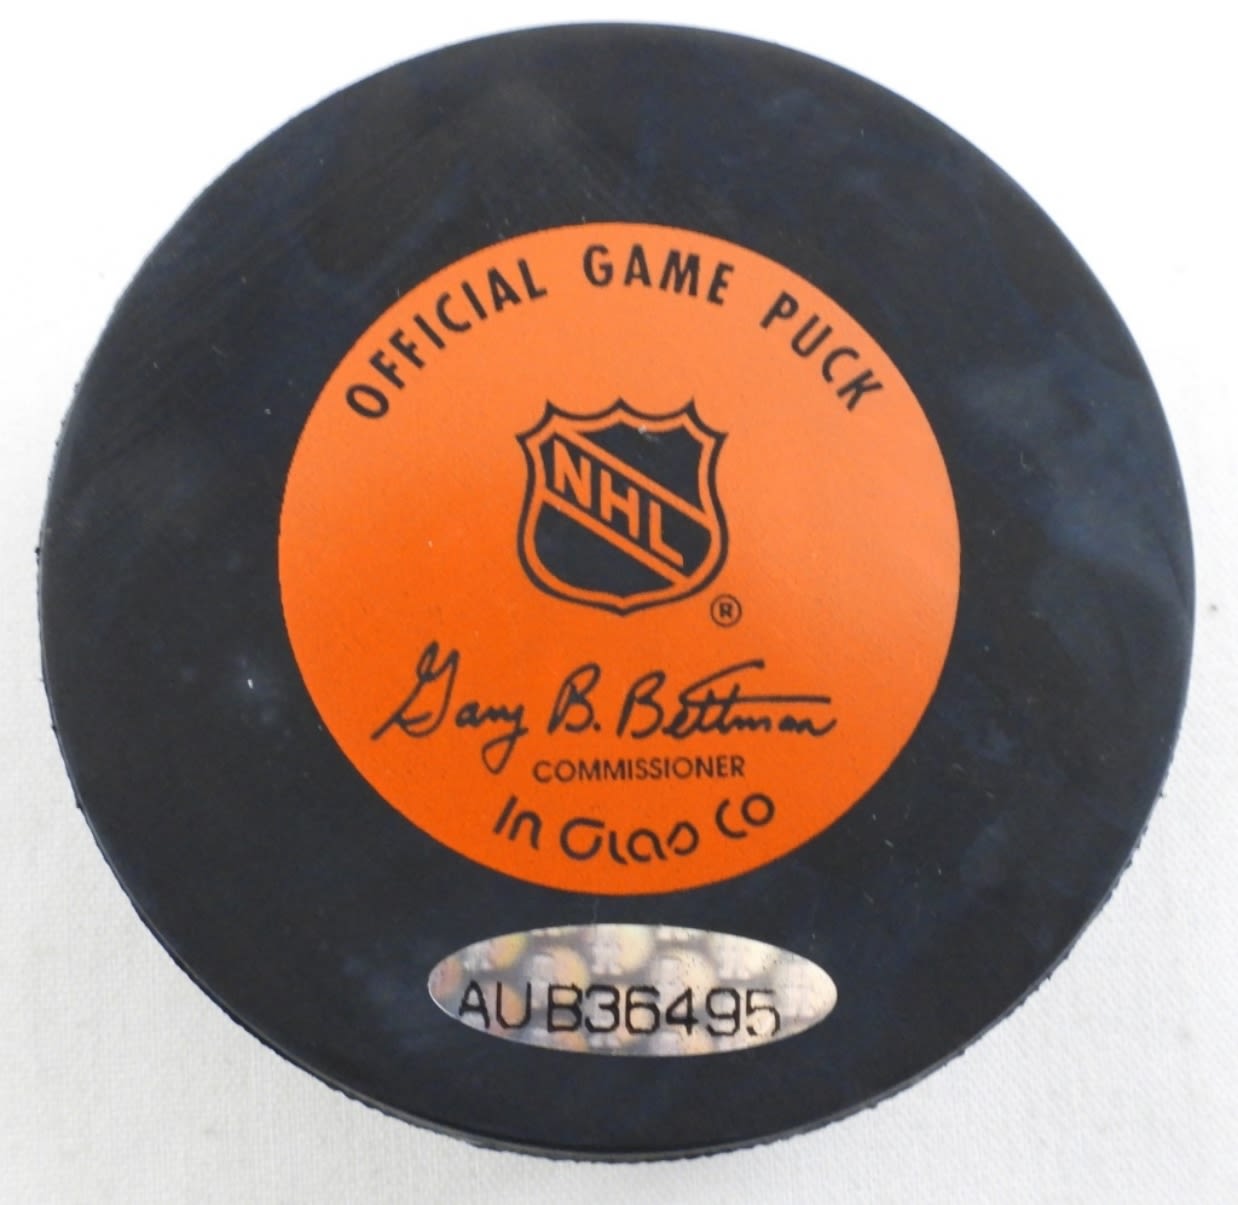 OFFICIAL GAME PUCK
NHL
®
Gary B. Bettman
COMMISSIONER
In Glas Co
AUB36495